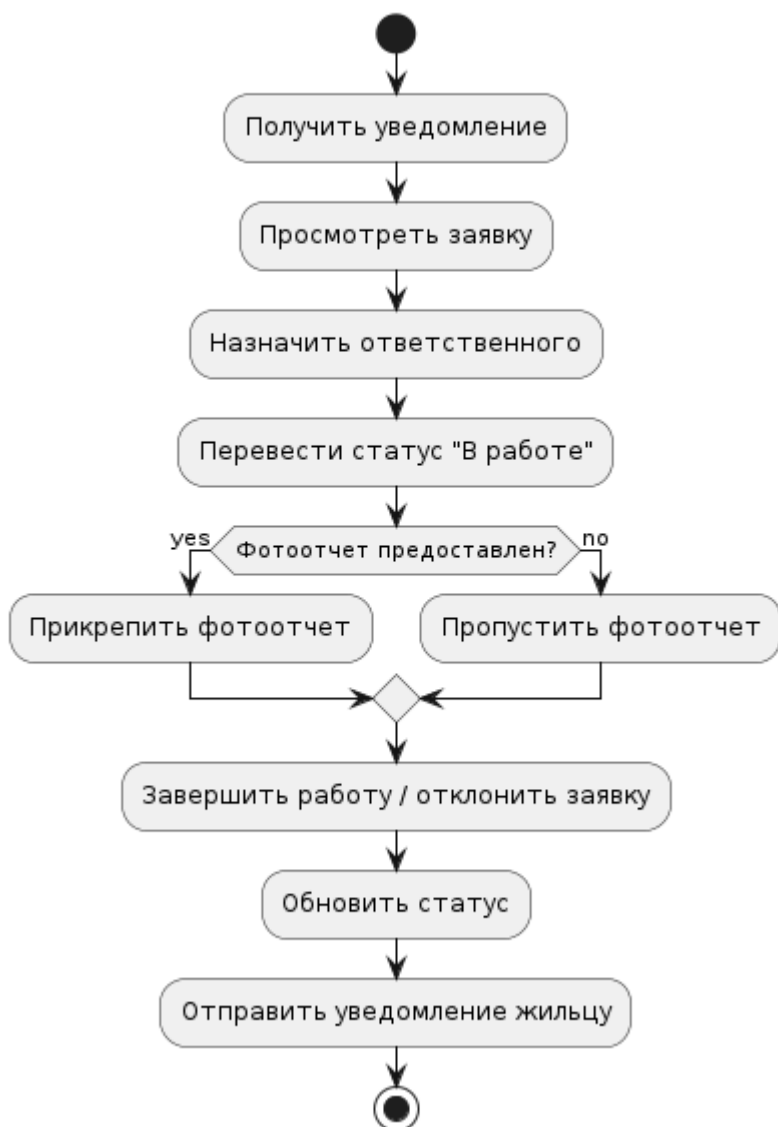 Получить уведомление
Просмотреть заявку
Назначить ответственного
Перевести статус "В работе"
yes
Фотоотчет предоставлен?
no
Прикрепить фотоотчет
Пропустить фотоотчет
Завершить работу / отклонить заявку
Обновить статус
Отправить уведомление жильцу